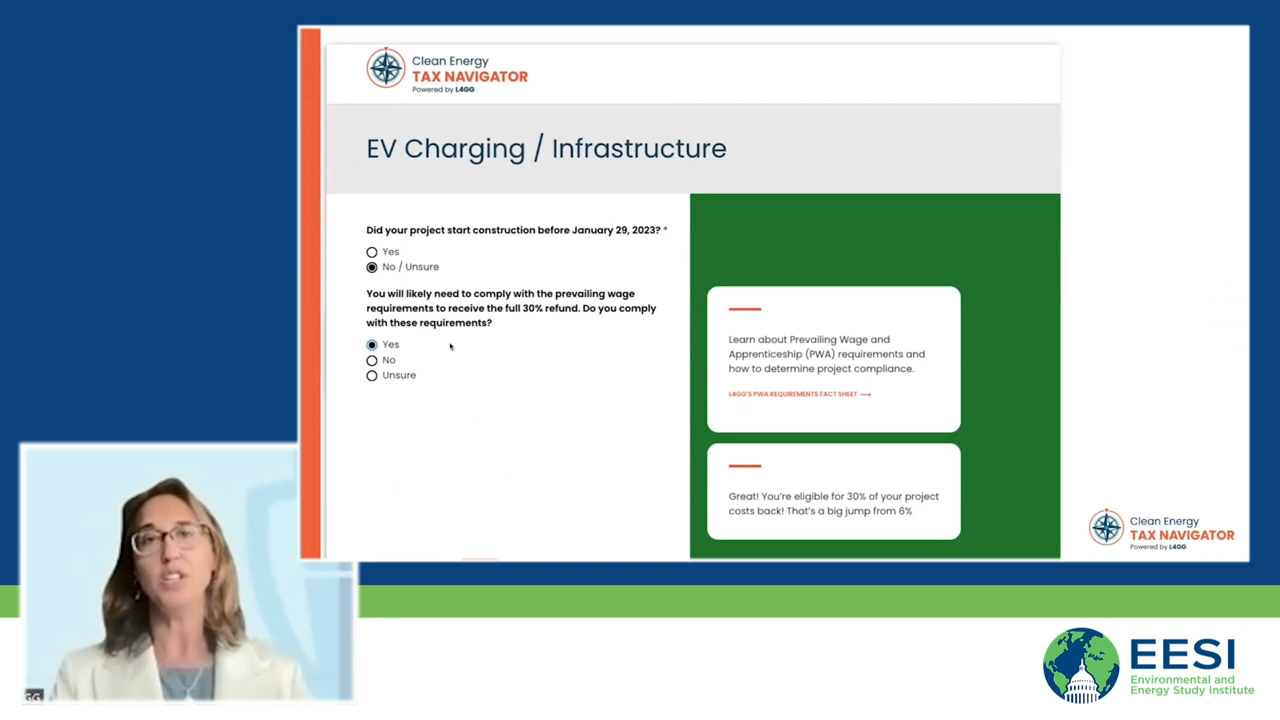 Clean Energy
TAX NAVIGATOR
Powered by L4GG
EV Charging / Infrastructure
Did your project start construction before January 29, 2023? *
Yes
No / Unsure
You will likely need to comply with the prevailing wage
requirements to receive the full 30% refund. Do you comply
with these requirements?
Yes
No
Unsure
Learn about Prevailing Wage and
Apprenticeship (PWA) requirements and
how to determine project compliance.
L4GG'S PWA REQUIREMENTS FACT SHEET
Great! You're eligible for 30% of your project
costs back! That's a big jump from 6%
Clean Energy
TAX NAVIGATOR
Powered by L4GG
GG
EESI
Environmental and
Energy Study Institute